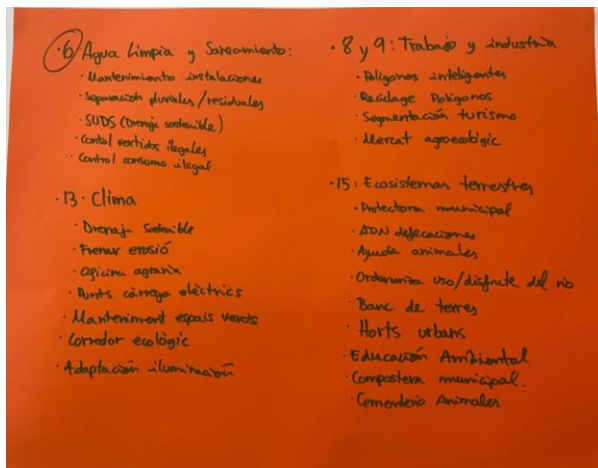 ·6) Agua Limpia y Saneamiento:
· Mantenimiento instalaciones
· Separación pluviales/residuales
· SUDS (Drenaje sostenible)
· Control vertidos ilegales
· Control consumo ilegal
·13· Clima
· Drenaje Sostenible
· Frenar erosió
· Oficina agraria
· Punts càrrega elèctrics
· Manteniment espais verds
· Corredor ecològic
· Adaptación iluminación
· 8 y 9: Trabajo y industria
· Polígonos inteligentes
· Reciclage Polígonos
· Segmentación turismo
· Mercat agroecològic
·15: Ecosistemas terrestres
· Protectora municipal
· ADN defecaciones
· Ayuda animales
· Ordenanza uso/disfrute del rio
· Banc de terres
· Horts urbans
· Educación Ambiental
· Compostera municipal.
· Cementerio Animales